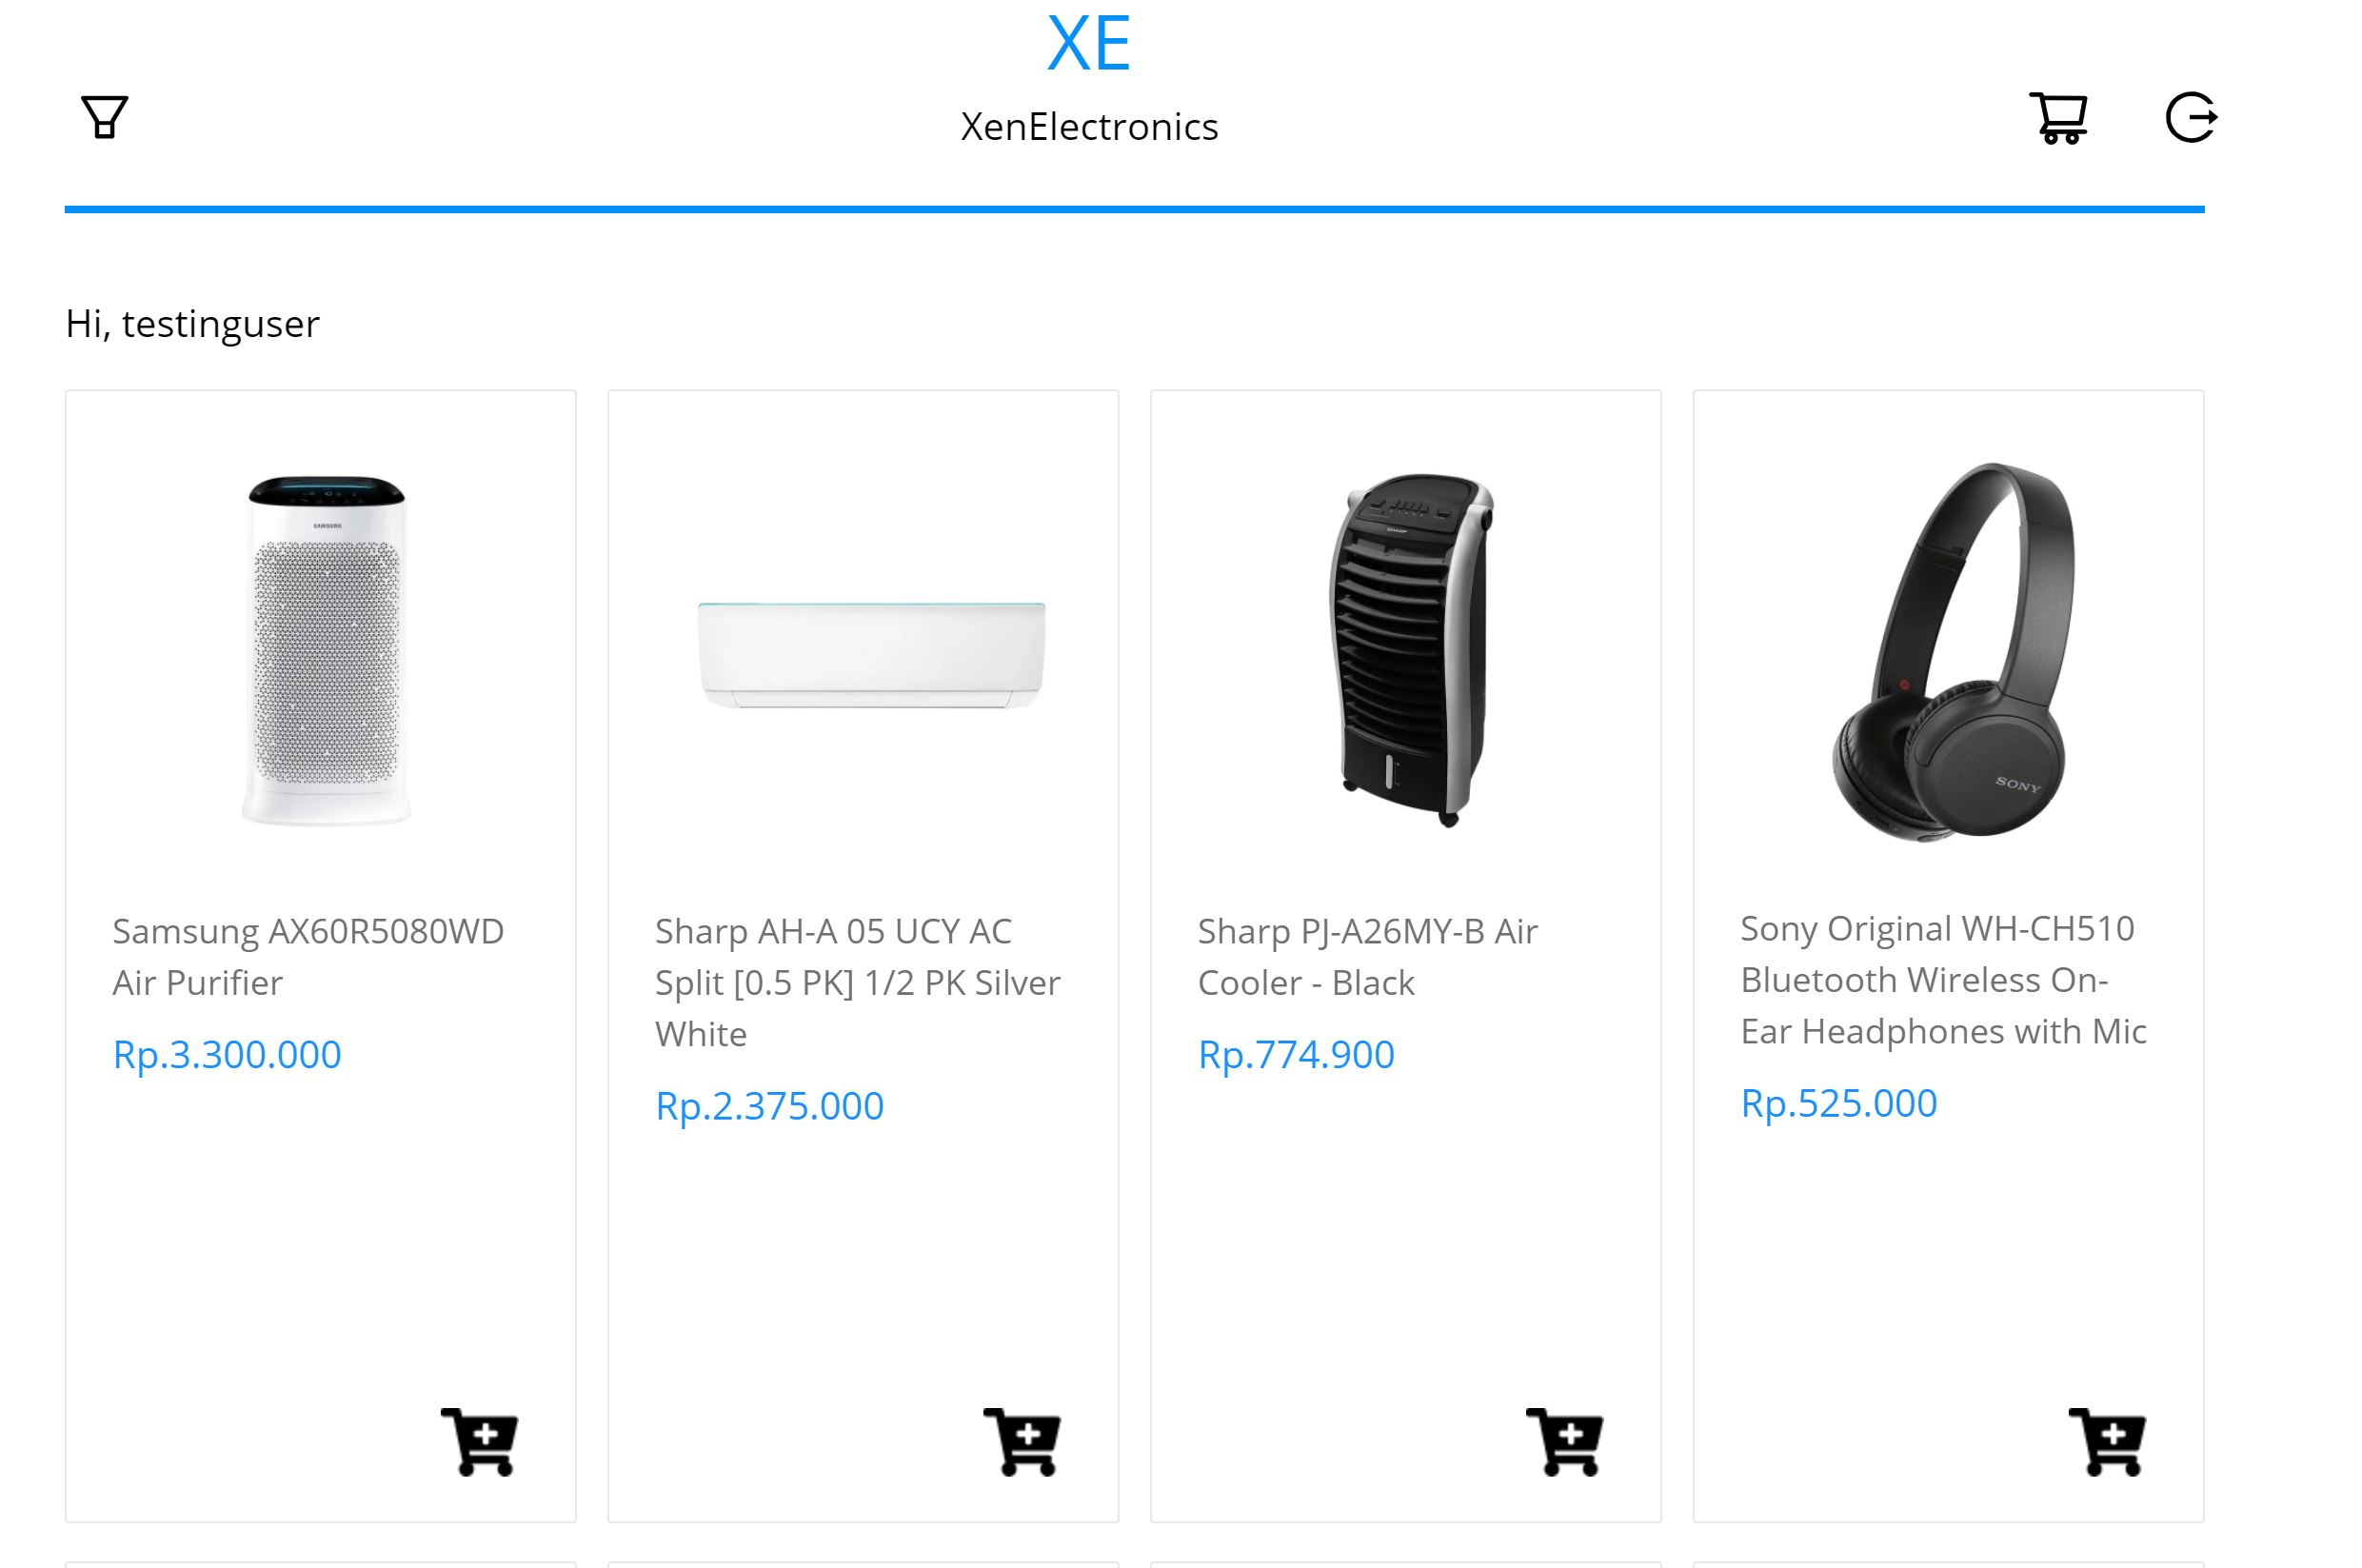 XE
XenElectronics
Hi, testinguser
SAMSUNG
SHARP
SONY
Samsung AX60R5080WD
Air Purifier
Rp.3.300.000
Sharp AH-A 05 UCY AC
Split [0.5 PK] 1/2 PK Silver
White
Rp.2.375.000
Sharp PJ-A26MY-B Air
Cooler - Black
Rp.774.900
Sony Original WH-CH510
Bluetooth Wireless On-
Ear Headphones with Mic
Rp.525.000